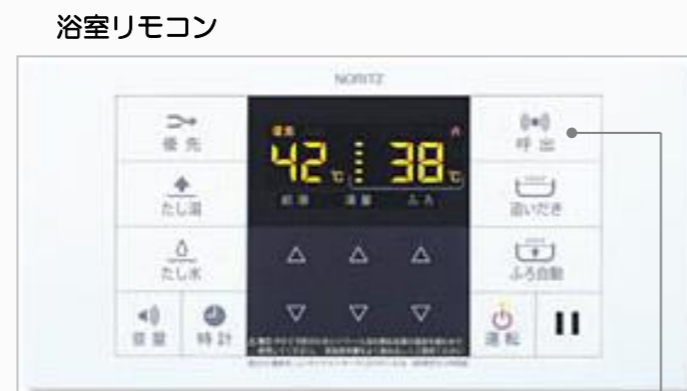 浴室リモコン
NORITZ
優先
42℃ 38℃
給湯 湯量 ふろ
優先
呼出
たし湯
追いだき
たし水
ふろ自動
音量
時計
運転